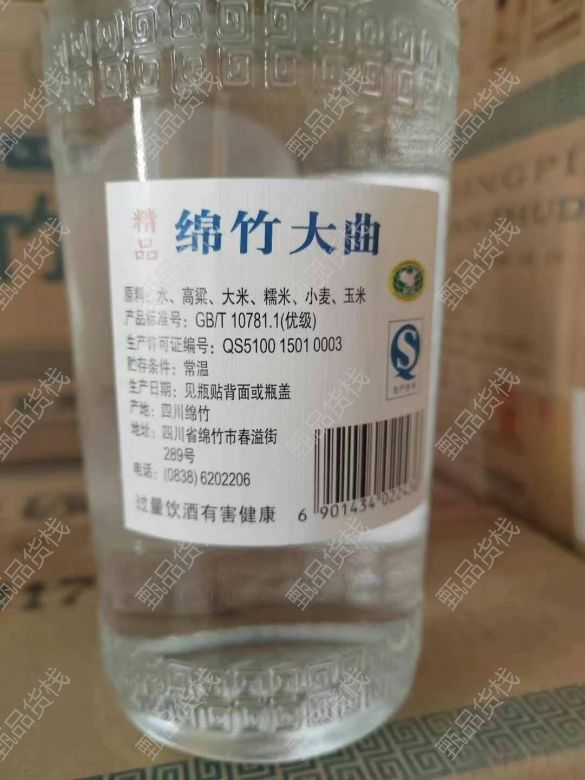 精品
绵竹大曲
原料：水、高粱、大米、糯米、小麦、玉米
产品标准号：GB/T 10781.1(优级)
生产许可证编号：QS5100 1501 0003
贮存条件：常温
生产日期：见瓶贴背面或瓶盖
产地：四川绵竹
地址：四川省绵竹市春溢街
289号
电话：(0838) 6202206
过量饮酒有害健康
6 901434 0224
甄品货栈